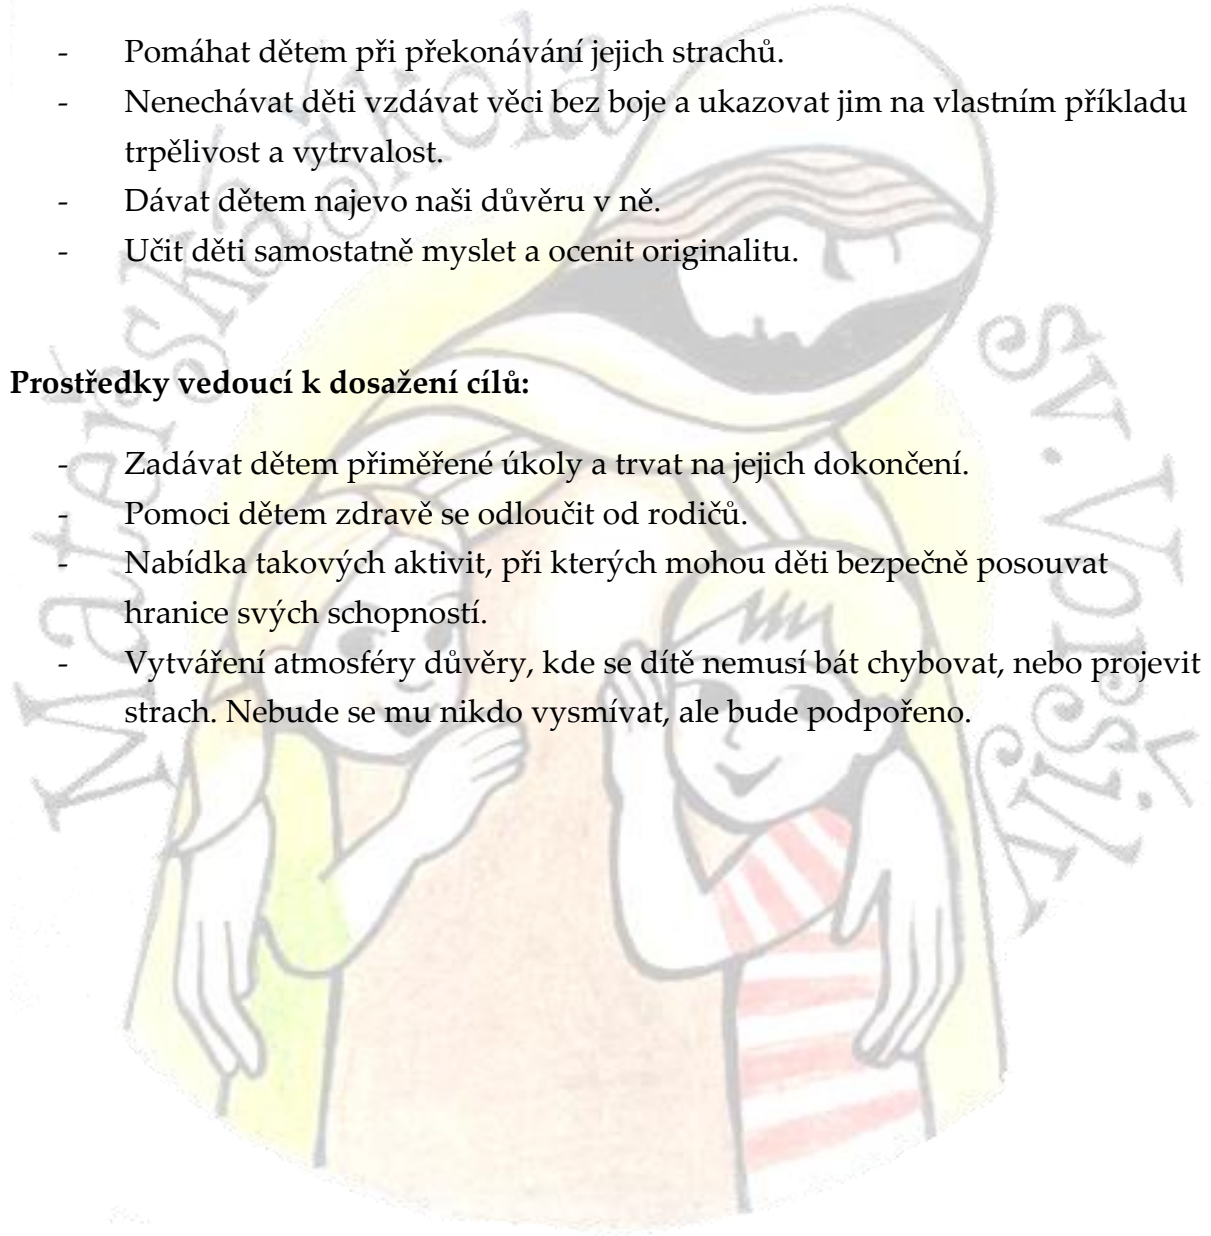 - Pomáhat dětem při překonávání jejich strachů.
- Nenechávat děti vzdávat věci bez boje a ukazovat jim na vlastním příkladu
trpělivost a vytrvalost.
- Dávat dětem najevo naši důvěru v ně.
- Učit děti samostatně myslet a ocenit originalitu.
Prostředky vedoucí k dosažení cílů:
- Zadávat dětem přiměřené úkoly a trvat na jejich dokončení.
- Pomoci dětem zdravě se odloučit od rodičů.
- Nabídka takových aktivit, při kterých mohou děti bezpečně posouvat
hranice svých schopností.
- Vytváření atmosféry důvěry, kde se dítě nemusí bát chybovat, nebo projevit
strach. Nebude se mu nikdo vysmívat, ale bude podpořeno.
Mateřská škola
sv. Voršily